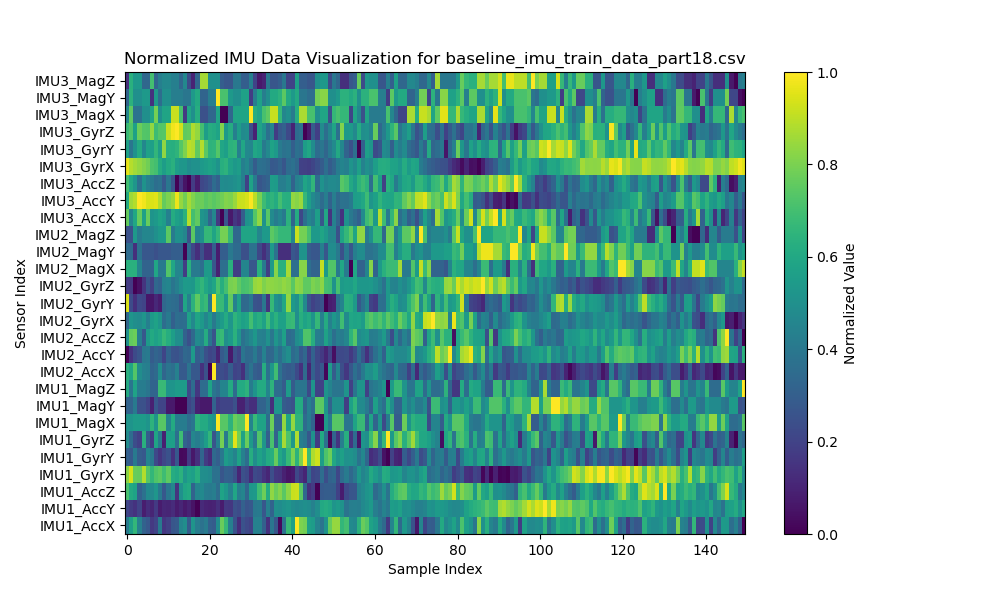 Normalized IMU Data Visualization for baseline_imu_train_data_part18.csv
IMU3_MagZ
IMU3_MagY
IMU3_MagX
IMU3_GyrZ
IMU3_GyrY
IMU3_GyrX
IMU3_AccZ
IMU3_AccY
IMU3_AccX
IMU2_MagZ
IMU2_MagY
IMU2_MagX
IMU2_GyrZ
IMU2_GyrY
IMU2_GyrX
IMU2_AccZ
IMU2_AccY
IMU2_AccX
IMU1_MagZ
IMU1_MagY
IMU1_MagX
IMU1_GyrZ
IMU1_GyrY
IMU1_GyrX
IMU1_AccZ
IMU1_AccY
IMU1_AccX
Sensor Index
0 20 40 60 80 100 120 140
Sample Index
1.0
0.8
0.6
0.4
0.2
0.0
Normalized Value